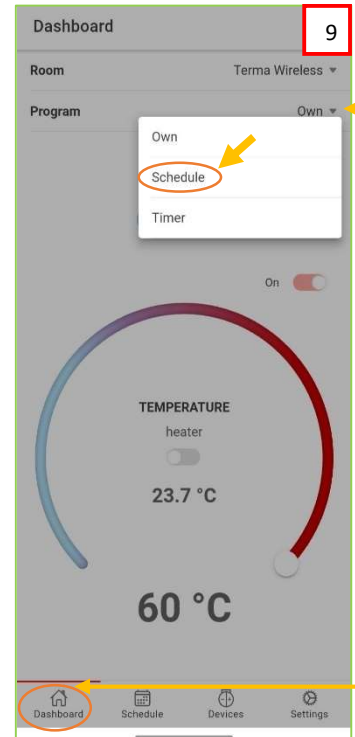 Dashboard
9
Room Terma Wireless
Program Own
Own
Schedule
Timer
On
TEMPERATURE
heater
23.7 °C
60 °C
Dashboard Schedule Devices Settings